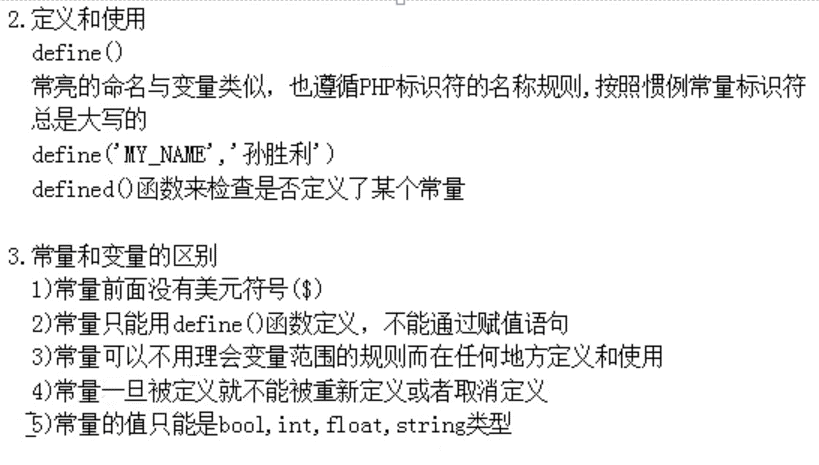 2.定义和使用
define()
常亮的命名与变量类似，也遵循PHP标识符的名称规则,按照惯例常量标识符
总是大写的
define('MY_NAME','孙胜利')
defined()函数来检查是否定义了某个常量
3.常量和变量的区别
1)常量前面没有美元符号($)
2)常量只能用define()函数定义，不能通过赋值语句
3)常量可以不用理会变量范围的规则而在任何地方定义和使用
4)常量一旦被定义就不能被重新定义或者取消定义
5)常量的值只能是bool,int,float,string类型